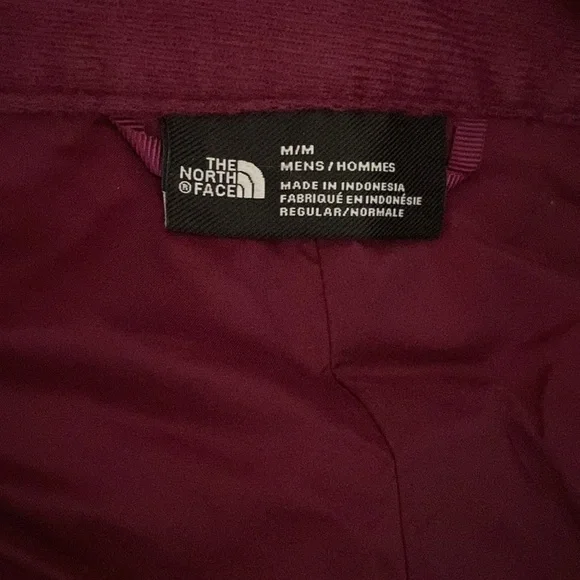 THE
NORTH
®FACE
M/M
MENS/HOMMES
MADE IN INDONESIA
FABRIQUÉ EN INDONÉSIE
REGULAR/NORMALE